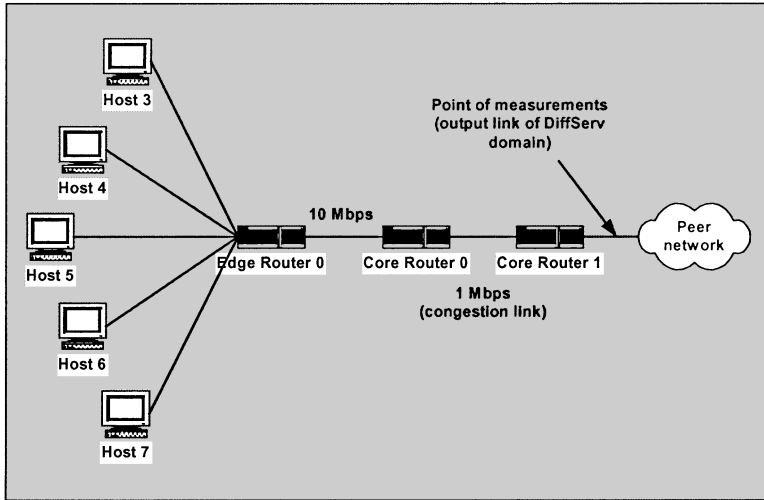 Host 3
Host 4
Host 5
Host 6
Host 7
10 Mbps
Edge Router 0
Core Router 0
Core Router 1
1 Mbps
(congestion link)
Point of measurements
(output link of DiffServ
domain)
Peer
network